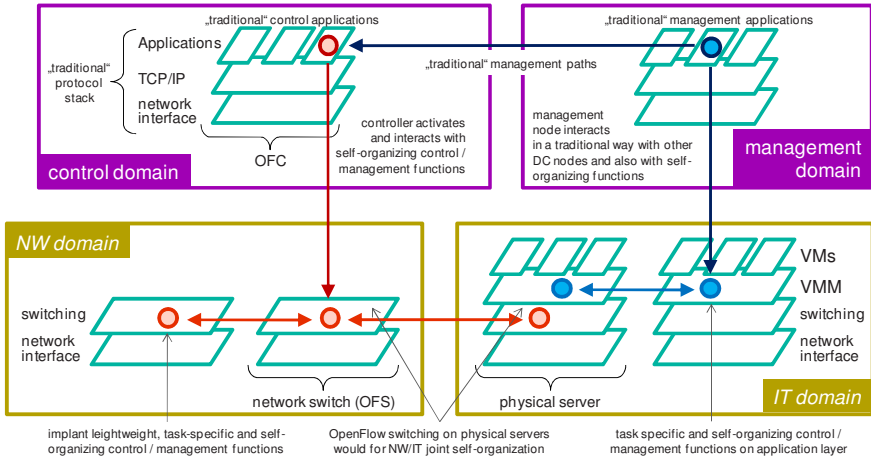 „traditional“ control applications
„traditional“ management applications
Applications
„traditional“
protocol
stack
TCP/IP
network
interface
„traditional“ management paths
OFC
controller activates
and interacts with
self-organizing control /
management functions
management
node interacts
in a traditional way with other
DC nodes and also with self-
organizing functions
control domain
management
domain
NW domain
switching
network
interface
network switch (OFS)
physical server
VMs
VMM
switching
network
interface
IT domain
implant leightweight, task-specific and self-
organizing control / management functions
OpenFlow switching on physical servers
would for NW/IT joint self-organization
task specific and self-organizing control /
management functions on application layer